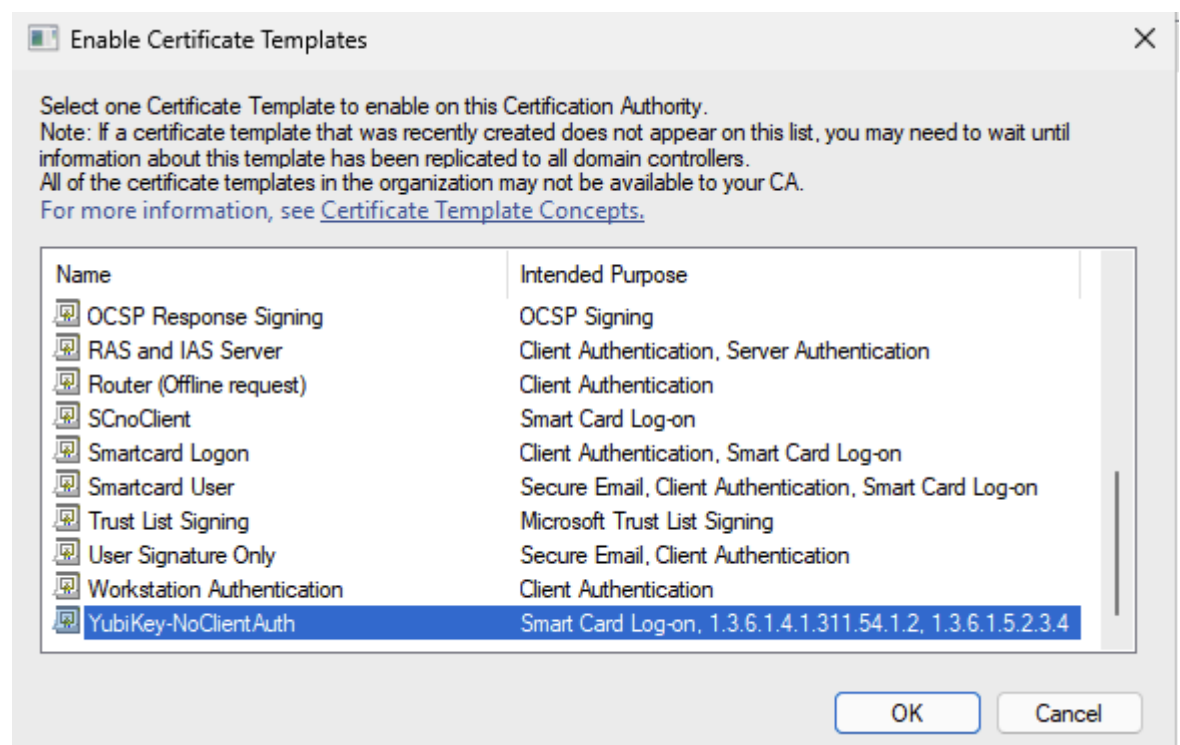 Enable Certificate Templates
Select one Certificate Template to enable on this Certification Authority.
Note: If a certificate template that was recently created does not appear on this list, you may need to wait until
information about this template has been replicated to all domain controllers.
All of the certificate templates in the organization may not be available to your CA.
For more information, see Certificate Template Concepts.
Name Intended Purpose
OCSP Response Signing OCSP Signing
RAS and IAS Server Client Authentication, Server Authentication
Router (Offline request) Client Authentication
SCnoClient Smart Card Log-on
Smartcard Logon Client Authentication, Smart Card Log-on
Smartcard User Secure Email, Client Authentication, Smart Card Log-on
Trust List Signing Microsoft Trust List Signing
User Signature Only Secure Email, Client Authentication
Workstation Authentication Client Authentication
YubiKey-NoClientAuth Smart Card Log-on, 1.3.6.1.4.1.311.54.1.2, 1.3.6.1.5.2.3.4
OK Cancel